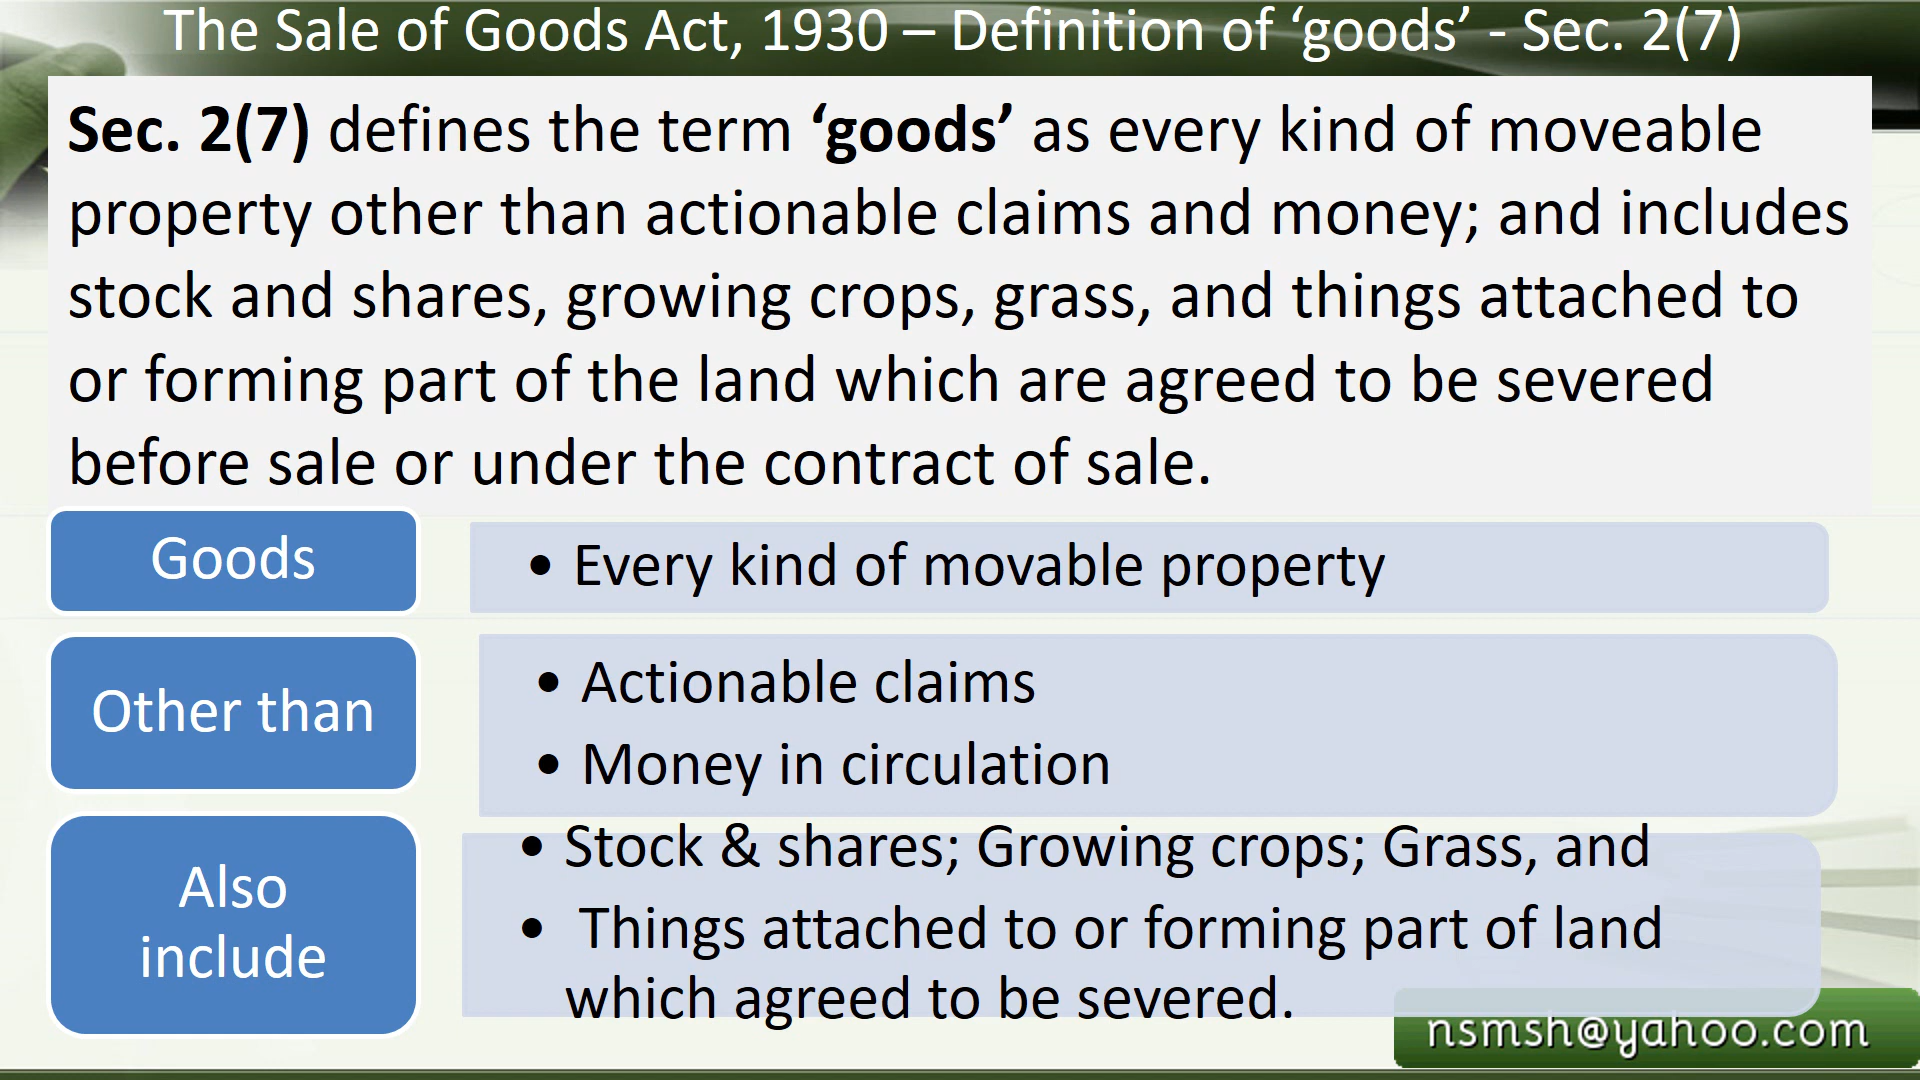 The Sale of Goods Act, 1930 – Definition of ‘goods’ - Sec. 2(7)
Sec. 2(7) defines the term ‘goods’ as every kind of moveable
property other than actionable claims and money; and includes
stock and shares, growing crops, grass, and things attached to
or forming part of the land which are agreed to be severed
before sale or under the contract of sale.
Goods
• Every kind of movable property
Other than
• Actionable claims
• Money in circulation
Also
include
• Stock & shares; Growing crops; Grass, and
• Things attached to or forming part of land
which agreed to be severed.
nsmsh@yahoo.com